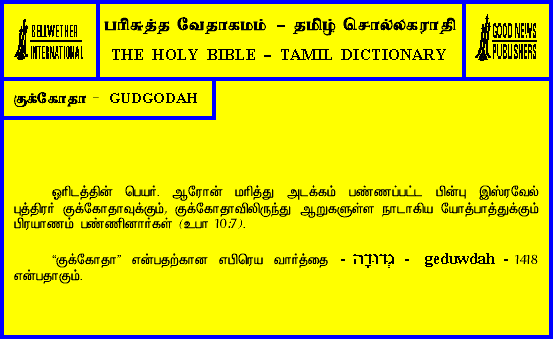 BELLWETHER
INTERNATIONAL
பரிசுத்த வேதாகமம் – தமிழ் சொல்லகராதி
THE HOLY BIBLE – TAMIL DICTIONARY
GOOD NEWS
PUBLISHERS
குக்கோதா – GUDGODAH
ஓரிடத்தின் பெயர். ஆரோன் மரித்து அடக்கம் பண்ணப்பட்ட பின்பு இஸ்ரவேல்
புத்திரர் குக்கோதாவுக்கும், குக்கோதாவிலிருந்து ஆறுகளுள்ள நாடாகிய யோத்பாத்துக்கும்
பிரயாணம் பண்ணினார்கள் (உபா 10:7).
“குக்கோதா” என்பதற்கான எபிரெய வார்த்தை - גְּדוּדָה - geduwdah - 1418
என்பதாகும்.